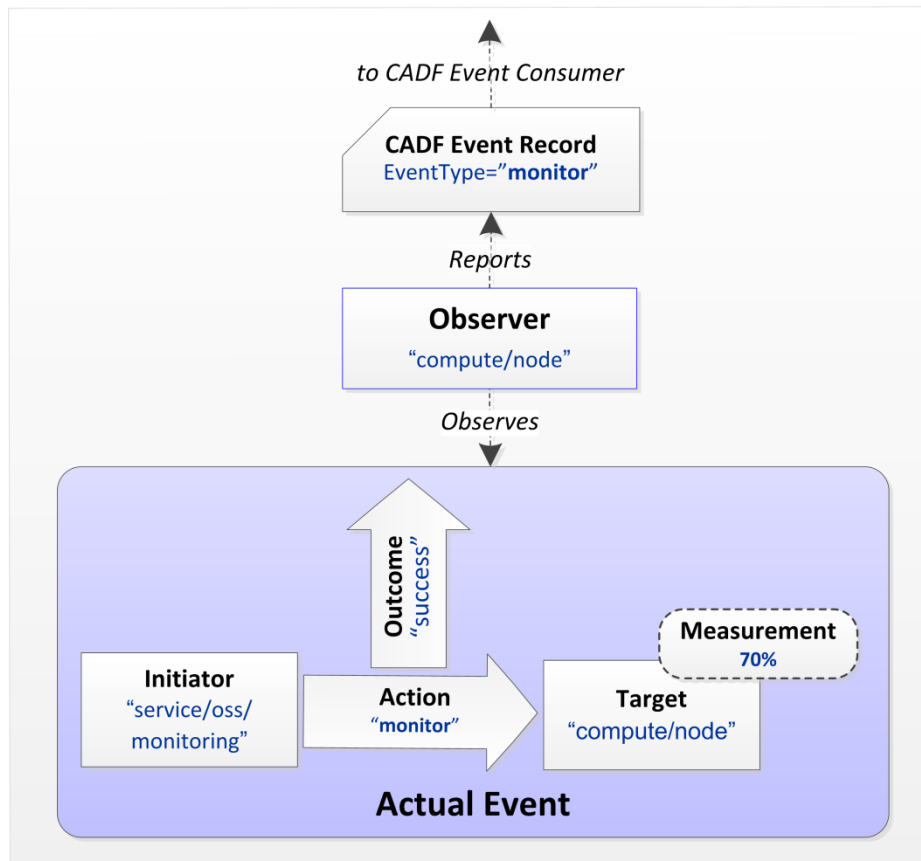 to CADF Event Consumer
CADF Event Record
EventType=”monitor”
Reports
Observer
“compute/node”
Observes
Outcome
“success”
Measurement
70%
Initiator
“service/oss/
monitoring”
Action
“monitor”
Target
“compute/node”
Actual Event